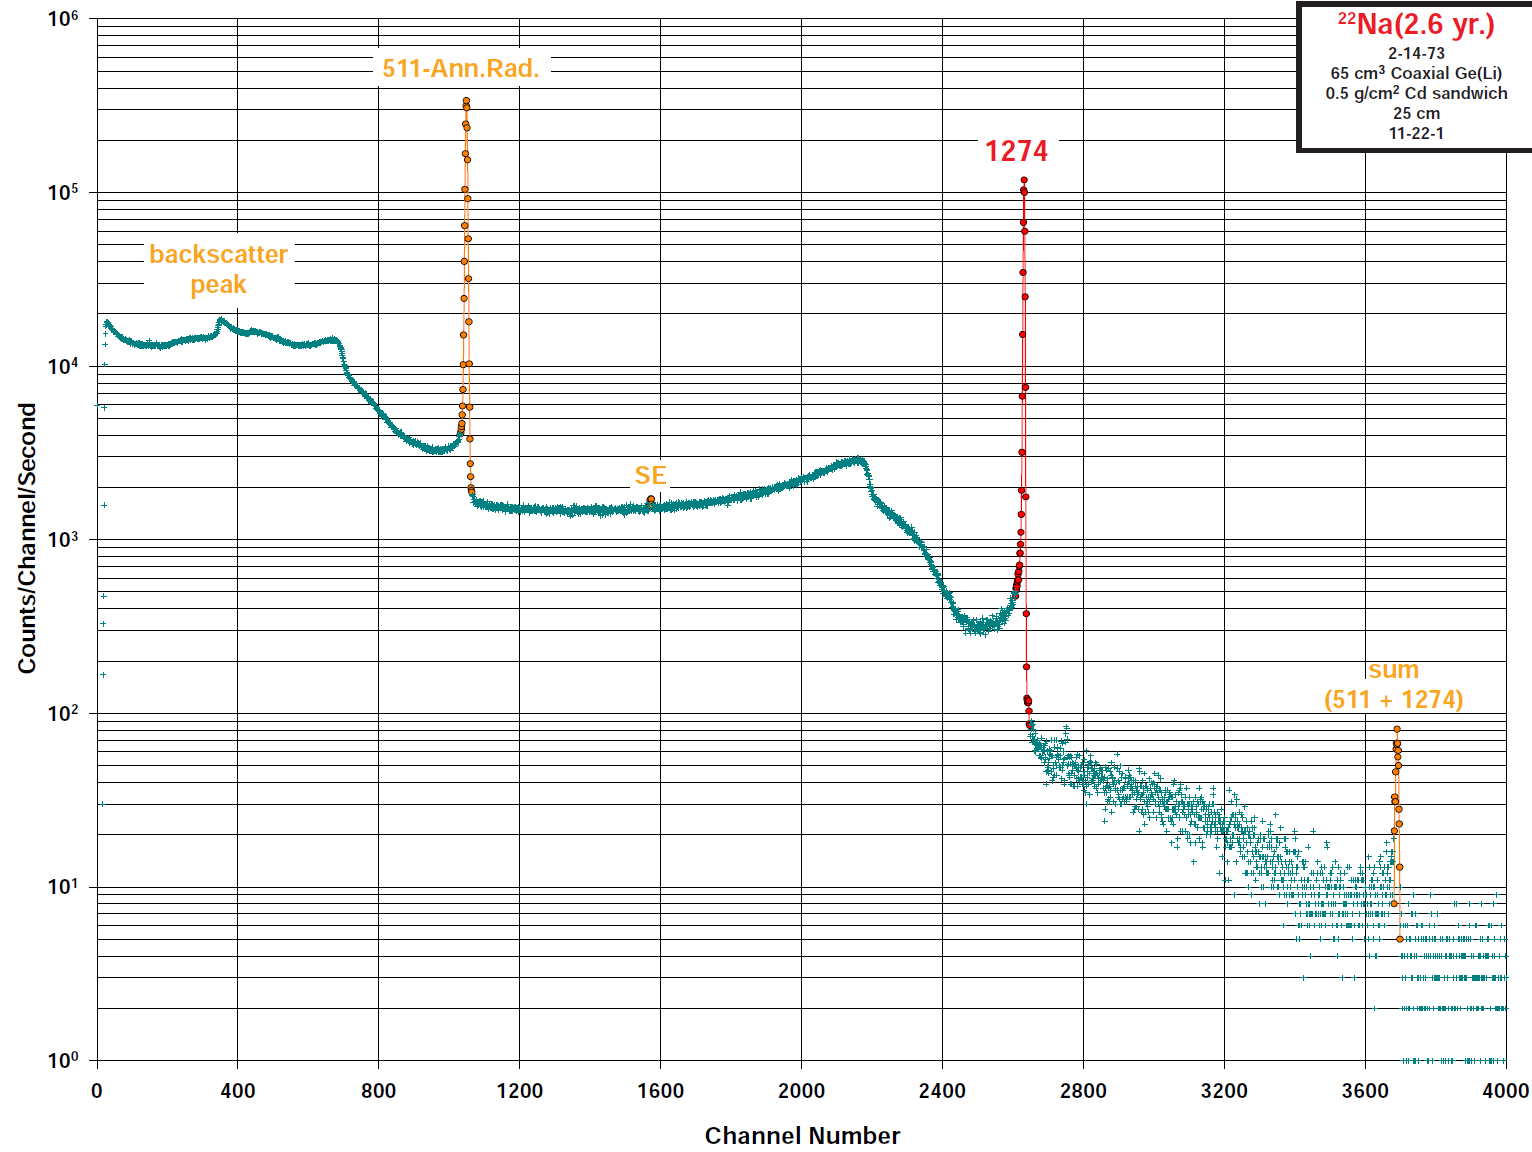 10⁶
10⁵
10⁴
10³
10²
10¹
10⁰
Counts/Channel/Second
511-Ann.Rad.
1274
backscatter
peak
SE
sum
(511 + 1274)
²²Na(2.6 yr.)
2-14-73
65 cm³ Coaxial Ge(Li)
0.5 g/cm² Cd sandwich
25 cm
11-22-1
0 400 800 1200 1600 2000 2400 2800 3200 3600 4000
Channel Number